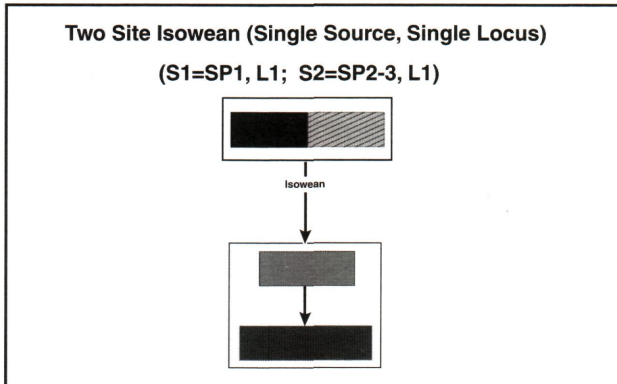 Two Site Isowean (Single Source, Single Locus)
(S1=SP1, L1; S2=SP2-3, L1)
Isowean